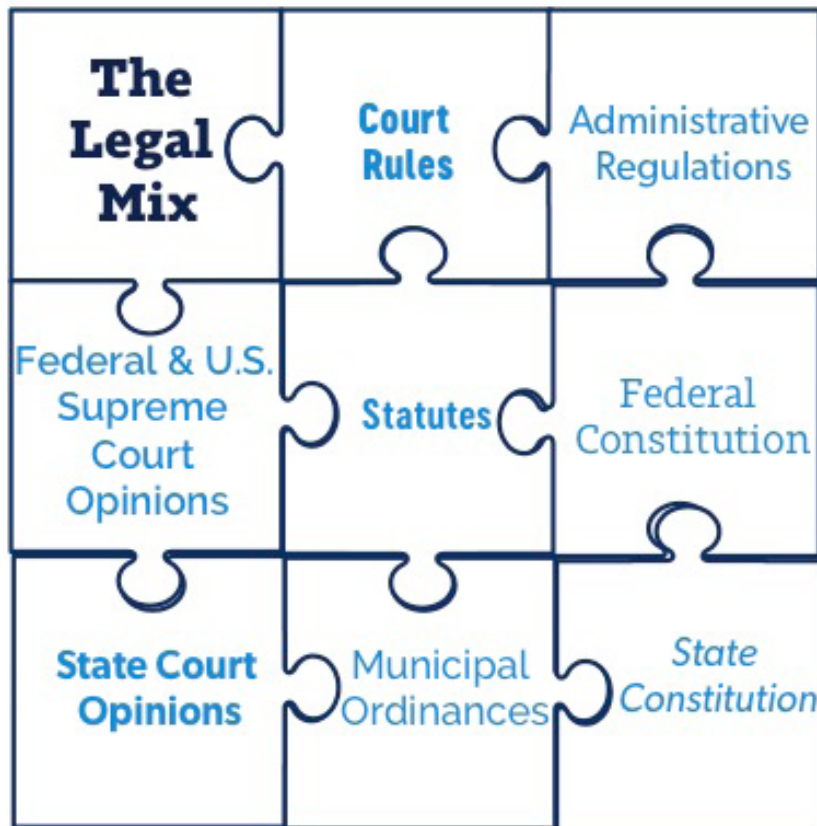 The
Legal
Mix
Court
Rules
Administrative
Regulations
Federal & U.S.
Supreme
Court
Opinions
Statutes
Federal
Constitution
State Court
Opinions
Municipal
Ordinances
State
Constitution